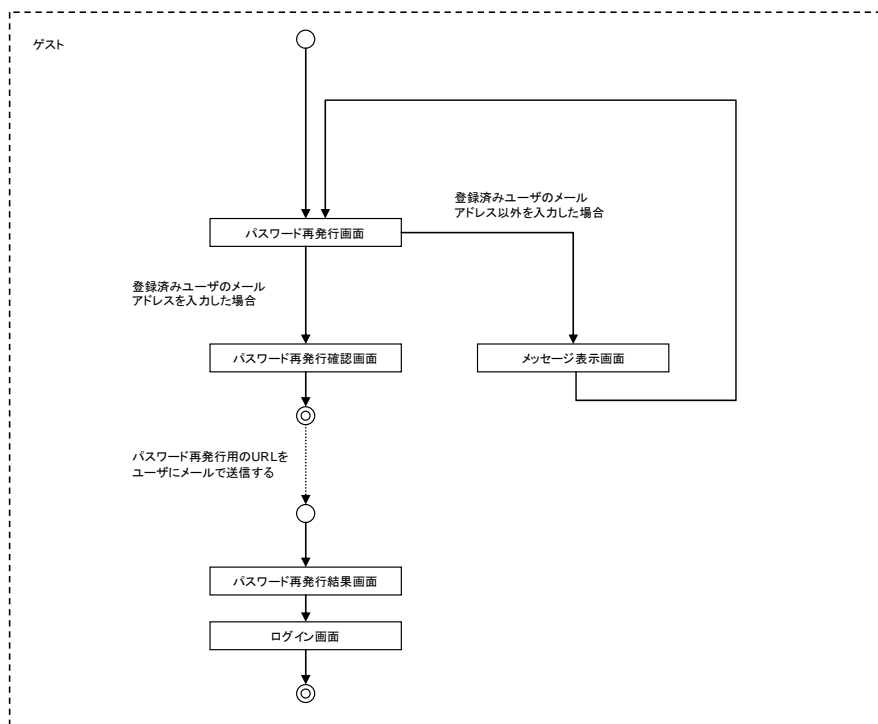 ゲスト
登録済みユーザのメール
アドレス以外を入力した場合
パスワード再発行画面
登録済みユーザのメール
アドレスを入力した場合
パスワード再発行確認画面
メッセージ表示画面
パスワード再発行用のURLを
ユーザにメールで送信する
パスワード再発行結果画面
ログイン画面